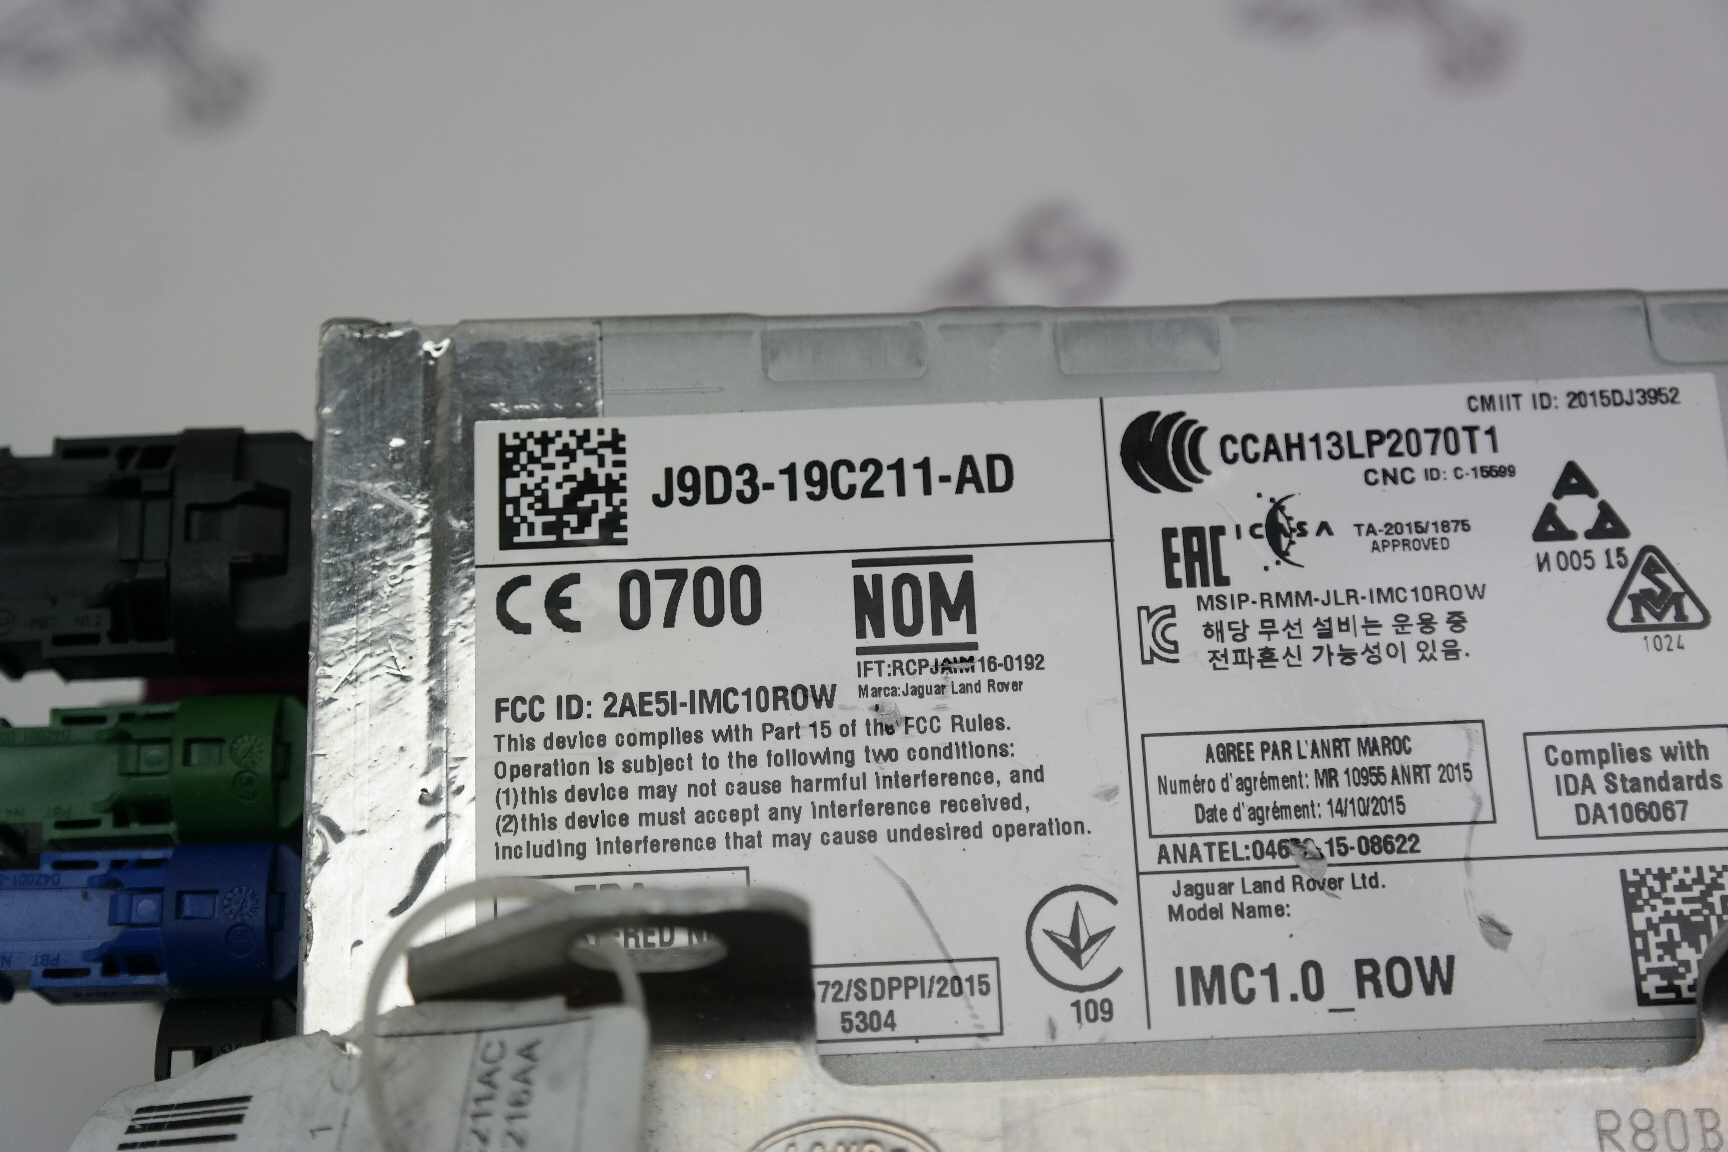 J9D3-19C211-AD
CE 0700
NOM
IFT:RCPJAIM16-0192
Marca:Jaguar Land Rover
FCC ID: 2AE5I-IMC10ROW
This device complies with Part 15 of the FCC Rules.
Operation is subject to the following two conditions:
(1)this device may not cause harmful interference, and
(2)this device must accept any interference received,
including interference that may cause undesired operation.
72/SDPPI/2015
5304
109
CMIIT ID: 2015DJ3952
CCAH13LP2070T1
CNC ID: C-15599
EAC
ICASA
TA-2015/1875
APPROVED
И 005 15
MSIP-RMM-JLR-IMC10ROW
해당 무선 설비는 운용 중
전파혼신 가능성이 있음.
1024
AGREE PAR L'ANRT MAROC
Numéro d'agrément: MR 10955 ANRT 2015
Date d'agrément: 14/10/2015
Complies with
IDA Standards
DA106067
ANATEL:
15-08622
Jaguar Land Rover Ltd.
Model Name:
IMC1.0_ROW
211AC
216AA
1
R80B